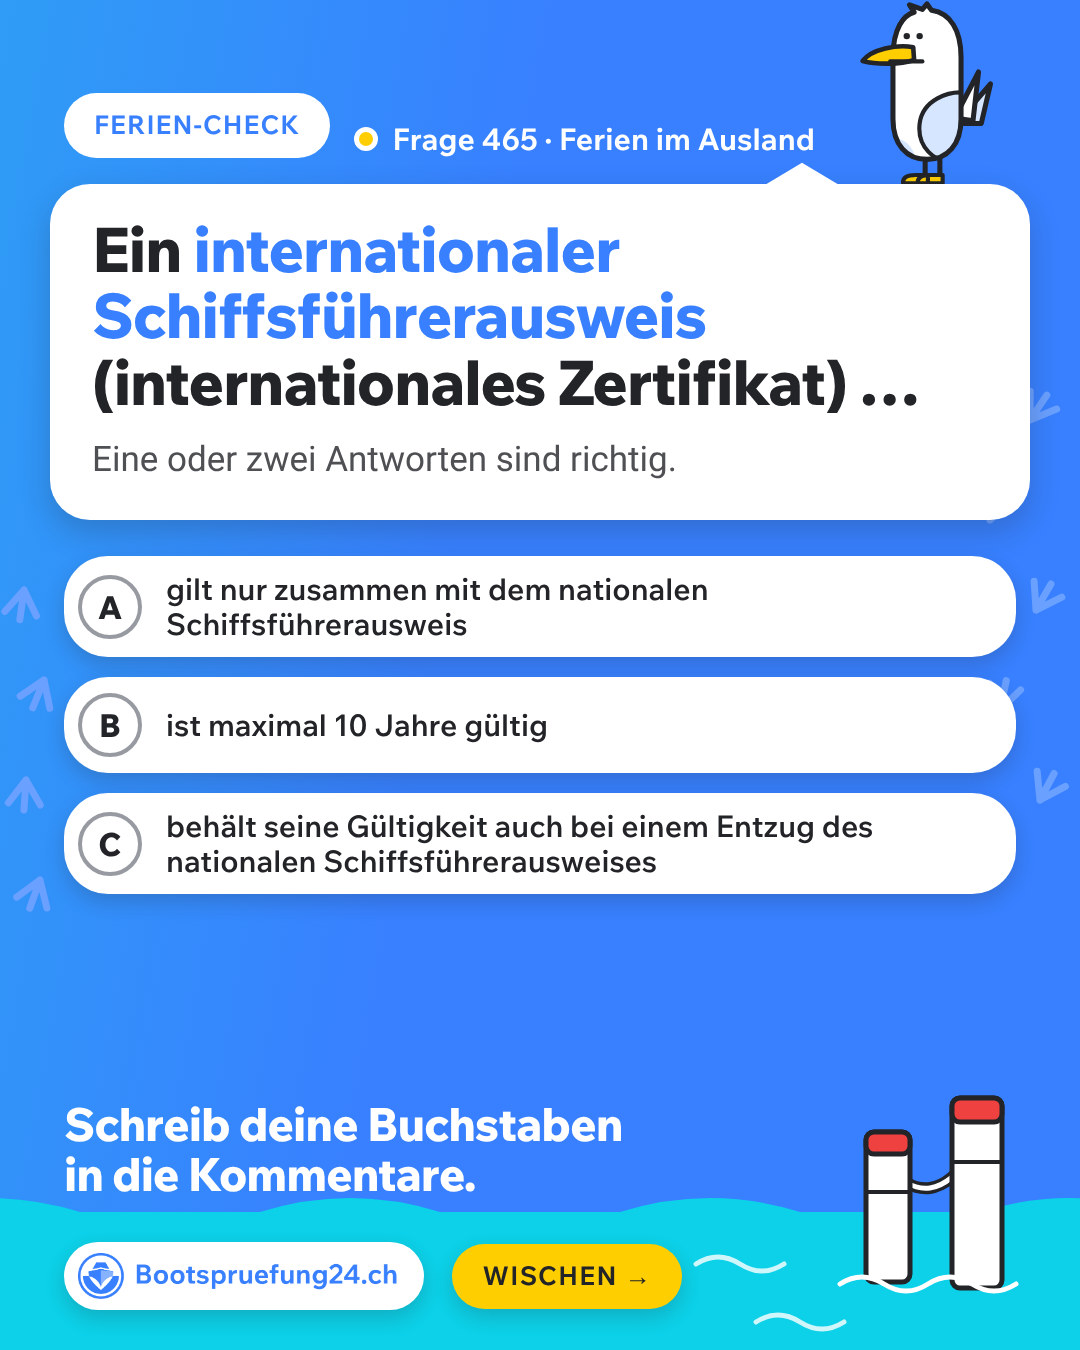 FERIEN-CHECK
Frage 465 · Ferien im Ausland
Ein internationaler
Schiffsführerausweis
(internationales Zertifikat) ...
Eine oder zwei Antworten sind richtig.
A
gilt nur zusammen mit dem nationalen
Schiffsführerausweis
B
ist maximal 10 Jahre gültig
C
behält seine Gültigkeit auch bei einem Entzug des
nationalen Schiffsführerausweises
Schreib deine Buchstaben
in die Kommentare.
Bootspruefung24.ch
WISCHEN →